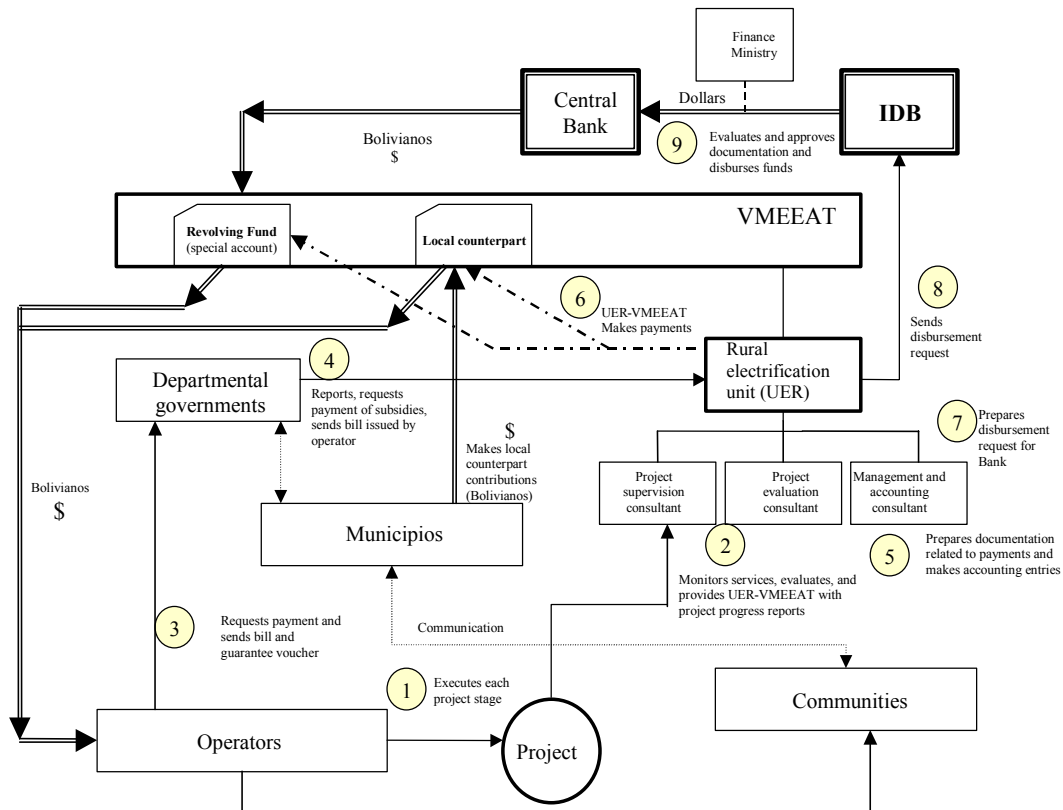 Finance
Ministry
Central
Bank
Dollars
IDB
Bolivianos
$
9
Evaluates and approves
documentation and
disburses funds
VMEEAT
Revolving Fund
(special account)
Local counterpart
6
UER-VMEEAT
Makes payments
8
Sends
disbursement
request
4
Departmental
governments
Reports, requests
payment of subsidies,
sends bill issued by
operator
Rural
electrification
unit (UER)
7
Prepares
disbursement
request for
Bank
$
Makes local
counterpart
contributions
(Bolivianos)
Bolivianos
$
Project
supervision
consultant
Project
evaluation
consultant
Management and
accounting
consultant
Municipios
2
Monitors services, evaluates, and
provides UER-VMEEAT with
project progress reports
5
Prepares documentation
related to payments and
makes accounting entries
3
Requests payment and
sends bill and
guarantee voucher
Communication
1
Executes each
project stage
Communities
Operators
Project